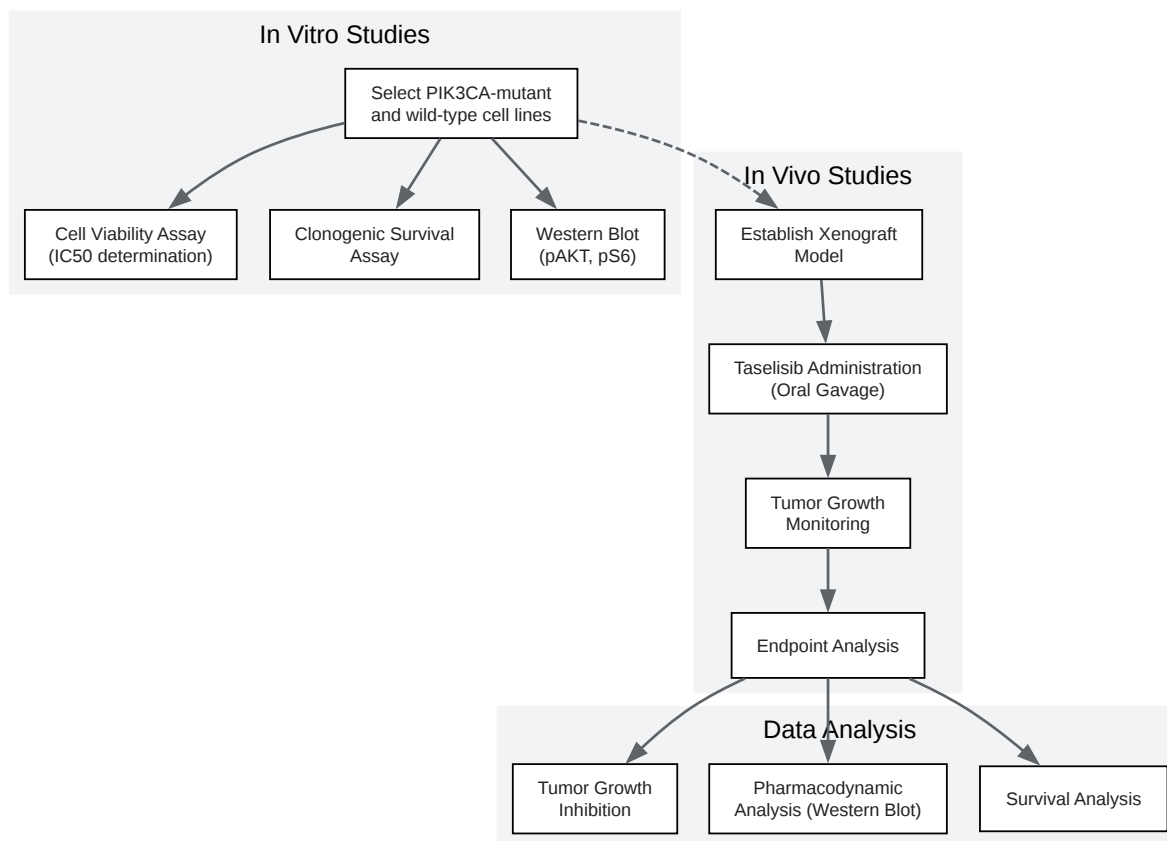 In Vitro Studies
Select PIK3CA-mutant
and wild-type cell lines
In Vivo Studies
Cell Viability Assay
(IC50 determination)
Clonogenic Survival
Assay
Western Blot
(pAKT, pS6)
Establish Xenograft
Model
Taselisib Administration
(Oral Gavage)
Tumor Growth
Monitoring
Endpoint Analysis
Data Analysis
Tumor Growth
Inhibition
Pharmacodynamic
Analysis (Western Blot)
Survival Analysis